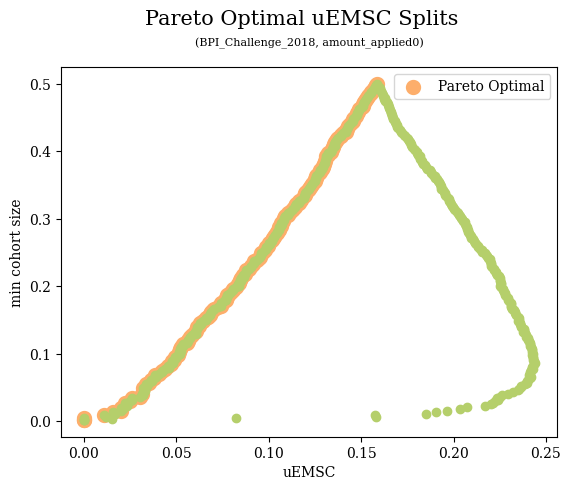 Pareto Optimal uEMSC Splits
(BPI_Challenge_2018, amount_applied0)
Pareto Optimal
min cohort size
0.5
0.4
0.3
0.2
0.1
0.0
0.00 0.05 0.10 0.15 0.20 0.25
uEMSC